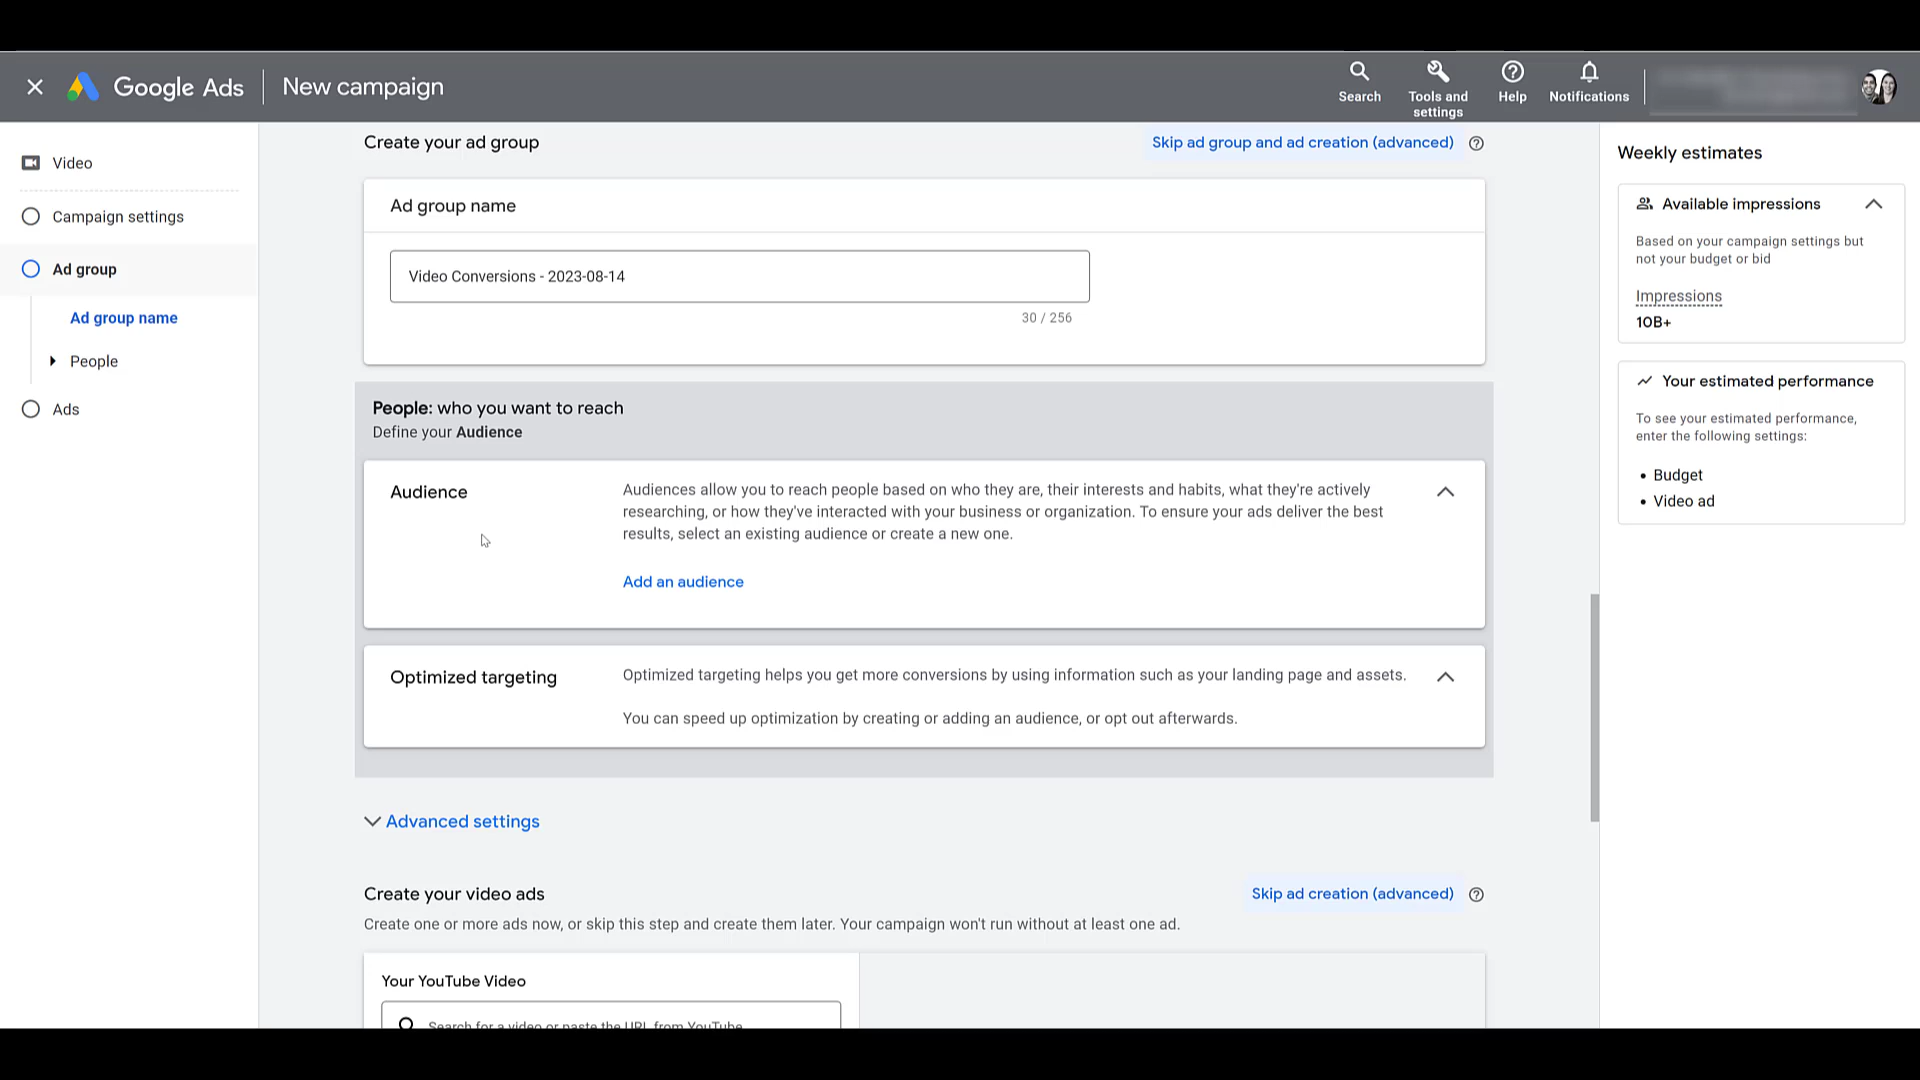 Google Ads
New campaign
Search
Tools and
settings
Help
Notifications
Video
Campaign settings
Ad group
Ad group name
People
Ads
Create your ad group
Skip ad group and ad creation (advanced)
Ad group name
Video Conversions - 2023-08-14
30 / 256
People: who you want to reach
Define your Audience
Audience
Audiences allow you to reach people based on who they are, their interests and habits, what they're actively
researching, or how they've interacted with your business or organization. To ensure your ads deliver the best
results, select an existing audience or create a new one.
Add an audience
Optimized targeting
Optimized targeting helps you get more conversions by using information such as your landing page and assets.
You can speed up optimization by creating or adding an audience, or opt out afterwards.
Advanced settings
Create your video ads
Skip ad creation (advanced)
Create one or more ads now, or skip this step and create them later. Your campaign won't run without at least one ad.
Your YouTube Video
Search for a video or paste the URL from YouTube
Weekly estimates
Available impressions
Based on your campaign settings but
not your budget or bid
Impressions
10B+
Your estimated performance
To see your estimated performance,
enter the following settings:
• Budget
• Video ad